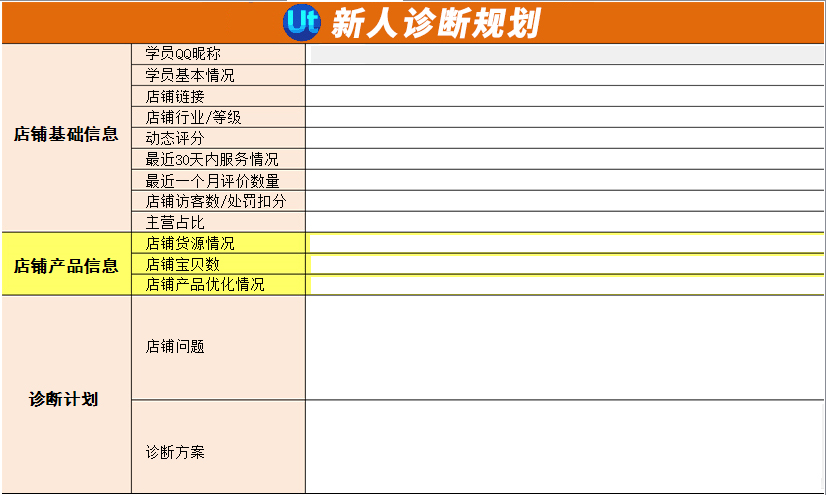 Ut 新人诊断规划
店铺基础信息
学员QQ昵称
学员基本情况
店铺链接
店铺行业/等级
动态评分
最近30天内服务情况
最近一个月评价数量
店铺访客数/处罚扣分
主营占比
店铺产品信息
店铺货源情况
店铺宝贝数
店铺产品优化情况
诊断计划
店铺问题
诊断方案